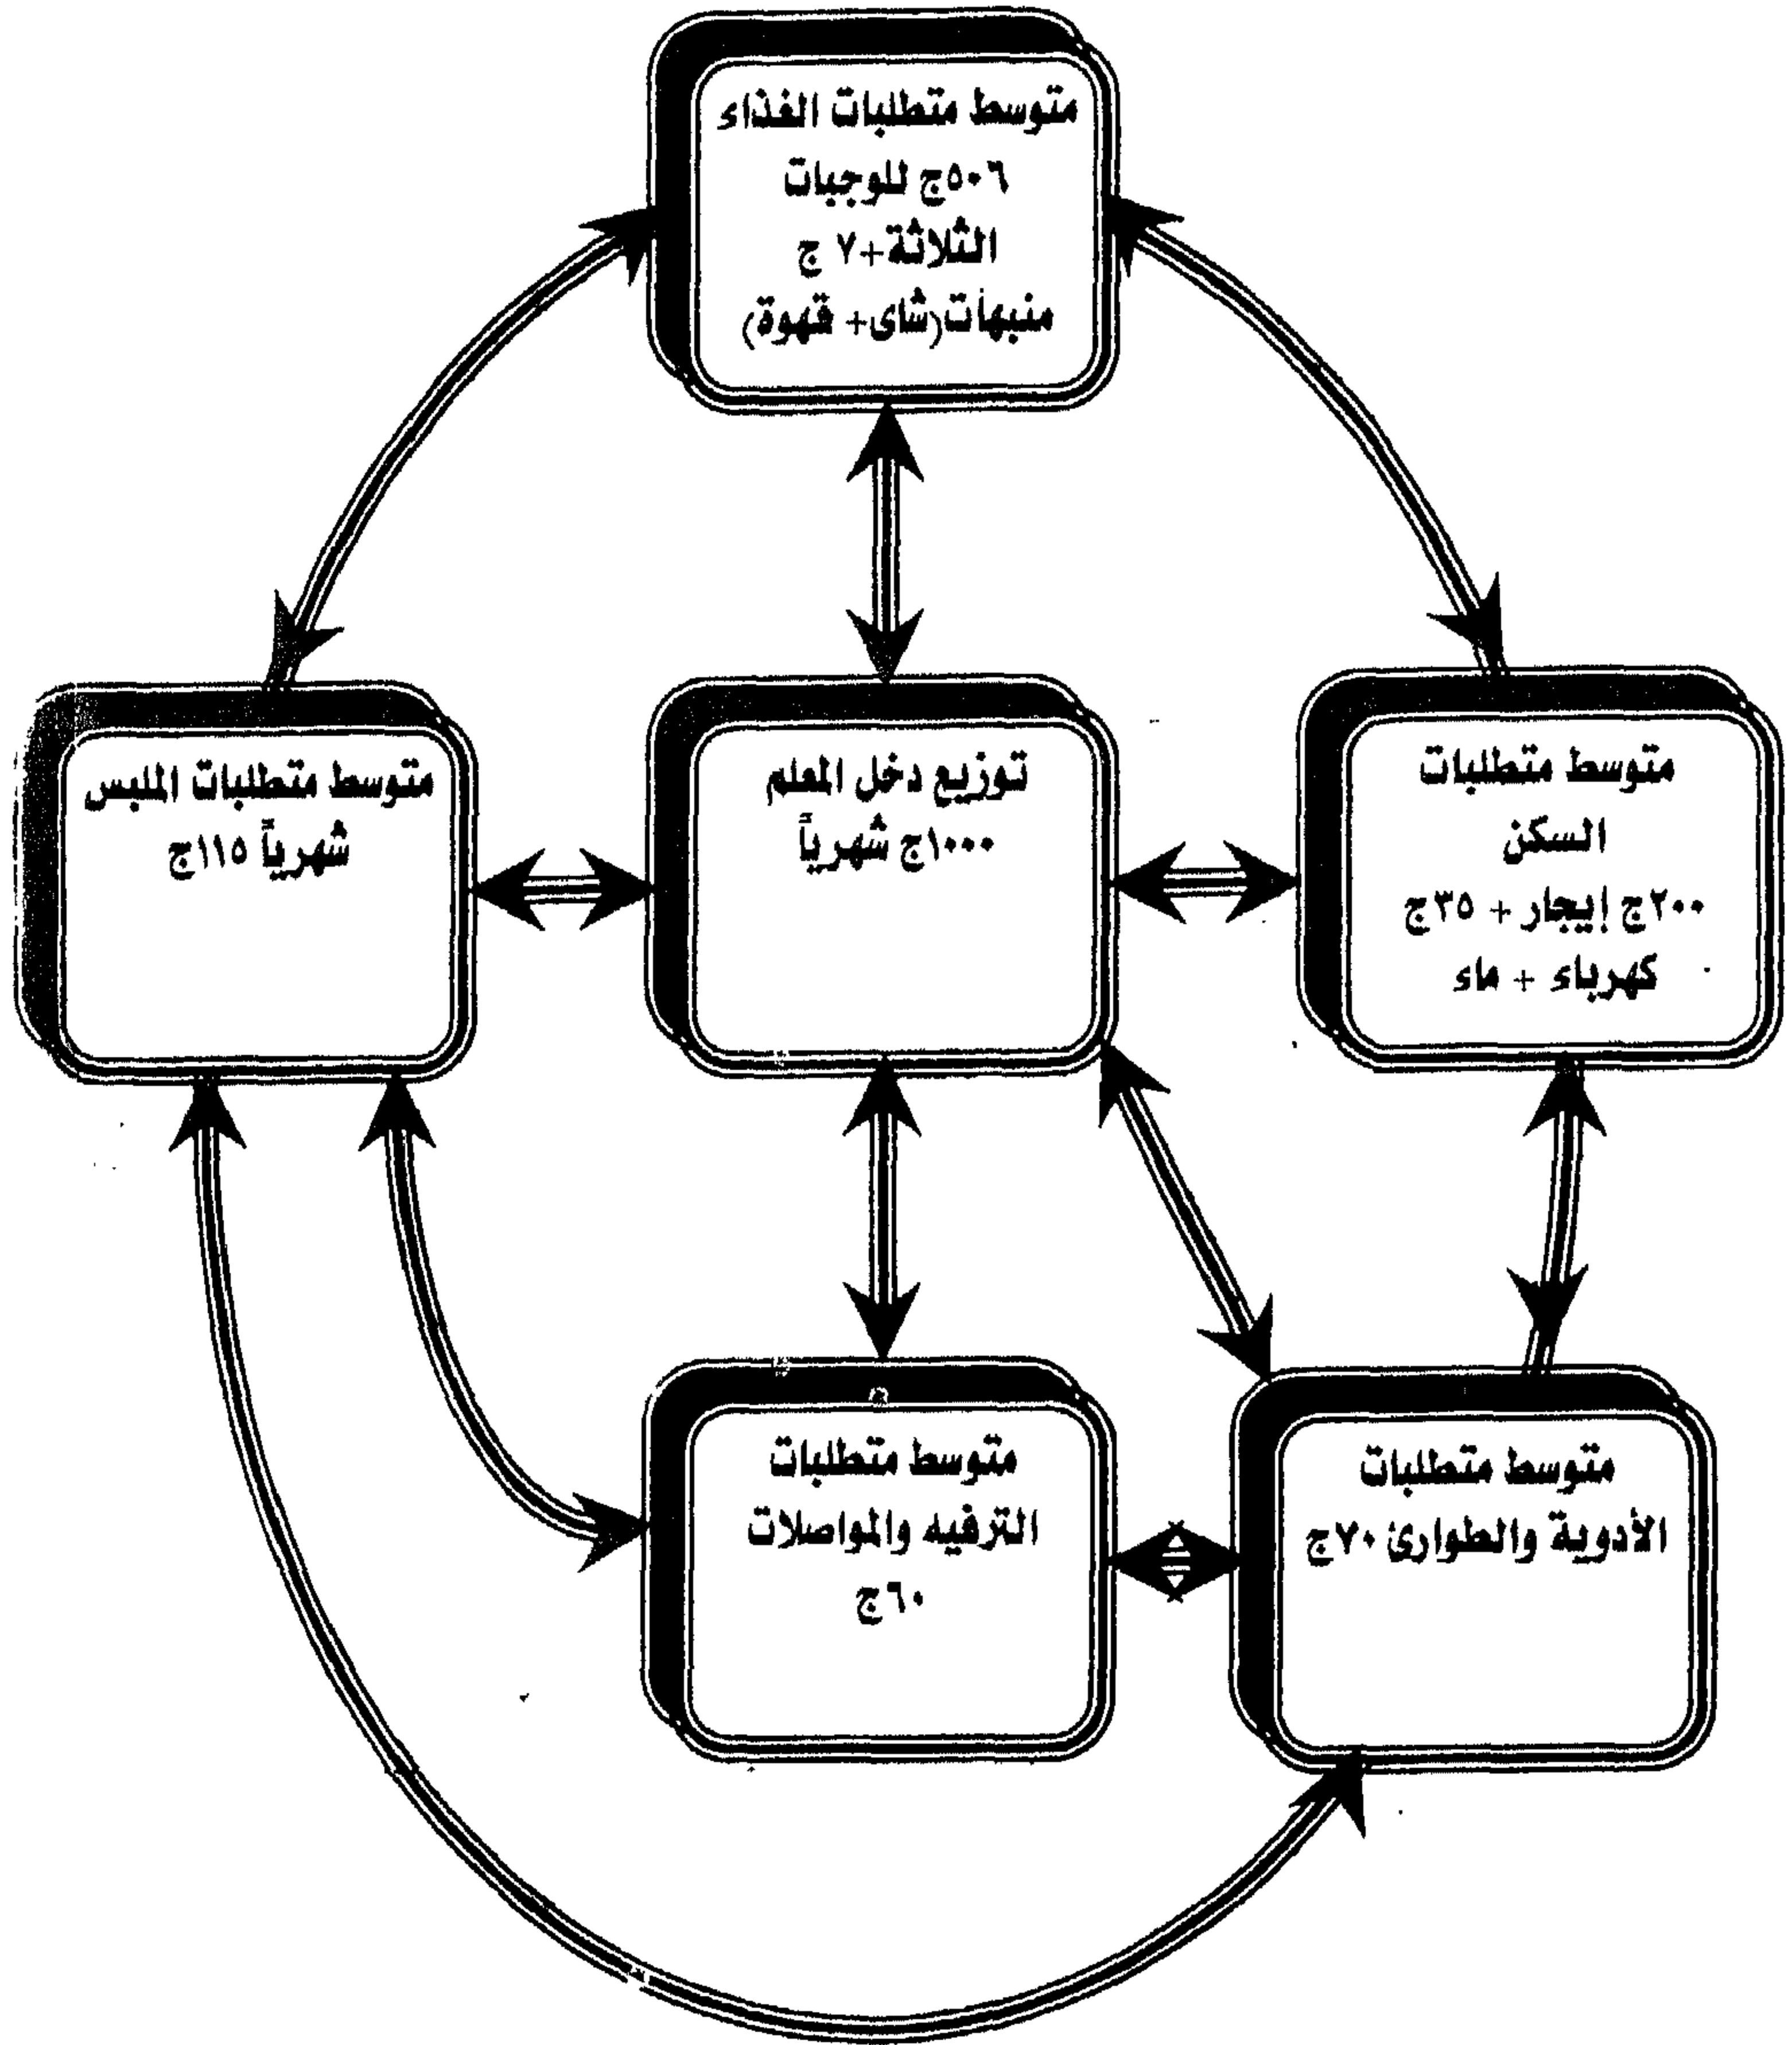 متوسط متطلبات الغذاء
٥٠٦ج للوجبات
الثلاثة+٧ ج
منبهات(شاى+ قهوة)
متوسط متطلبات
السكن
٢٠٠ج إيجار + ٣٥ج
كهرباء + ماء
توزيع دخل المعلم
١٠٠٠ج شهرياً
متوسط متطلبات الملبس
شهرياً ١١٥ج
متوسط متطلبات
الأدوية والطوارئ ٧٠ج
متوسط متطلبات
الترفيه والمواصلات
٦٠ج